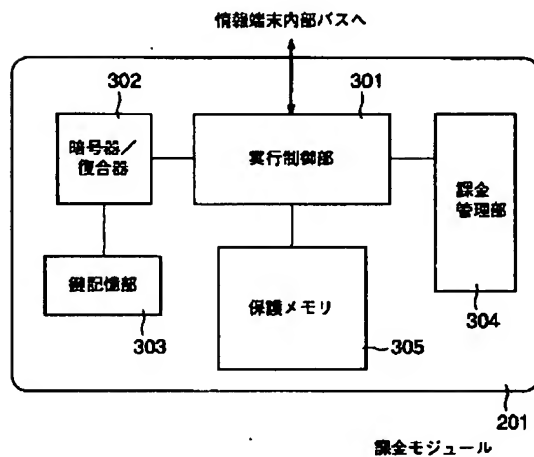 情報端末内部バスへ
302
301
暗号器／
復合器
実行制御部
課金
管理部
鍵記憶部
保護メモリ
303
305
304
201
課金モジュール